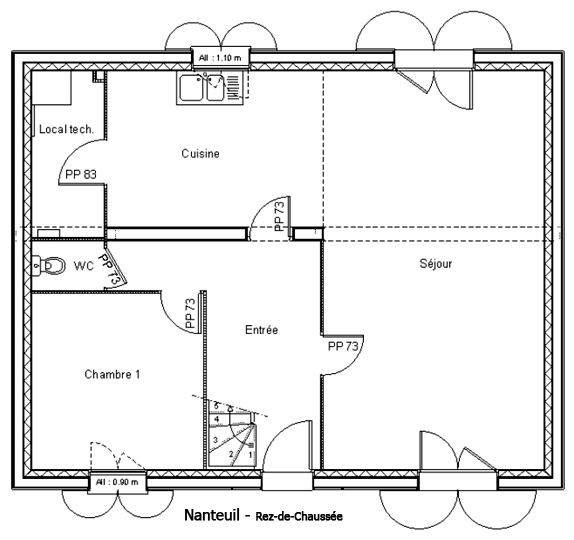 All : 1.10 m
Local tech.
Cuisine
PP 83
PP 73
WC
PP 73
Séjour
PP 73
Entrée
PP 73
Chambre 1
5
4
3
2
1
All : 0.90 m
Nanteuil - Rez-de-Chaussée